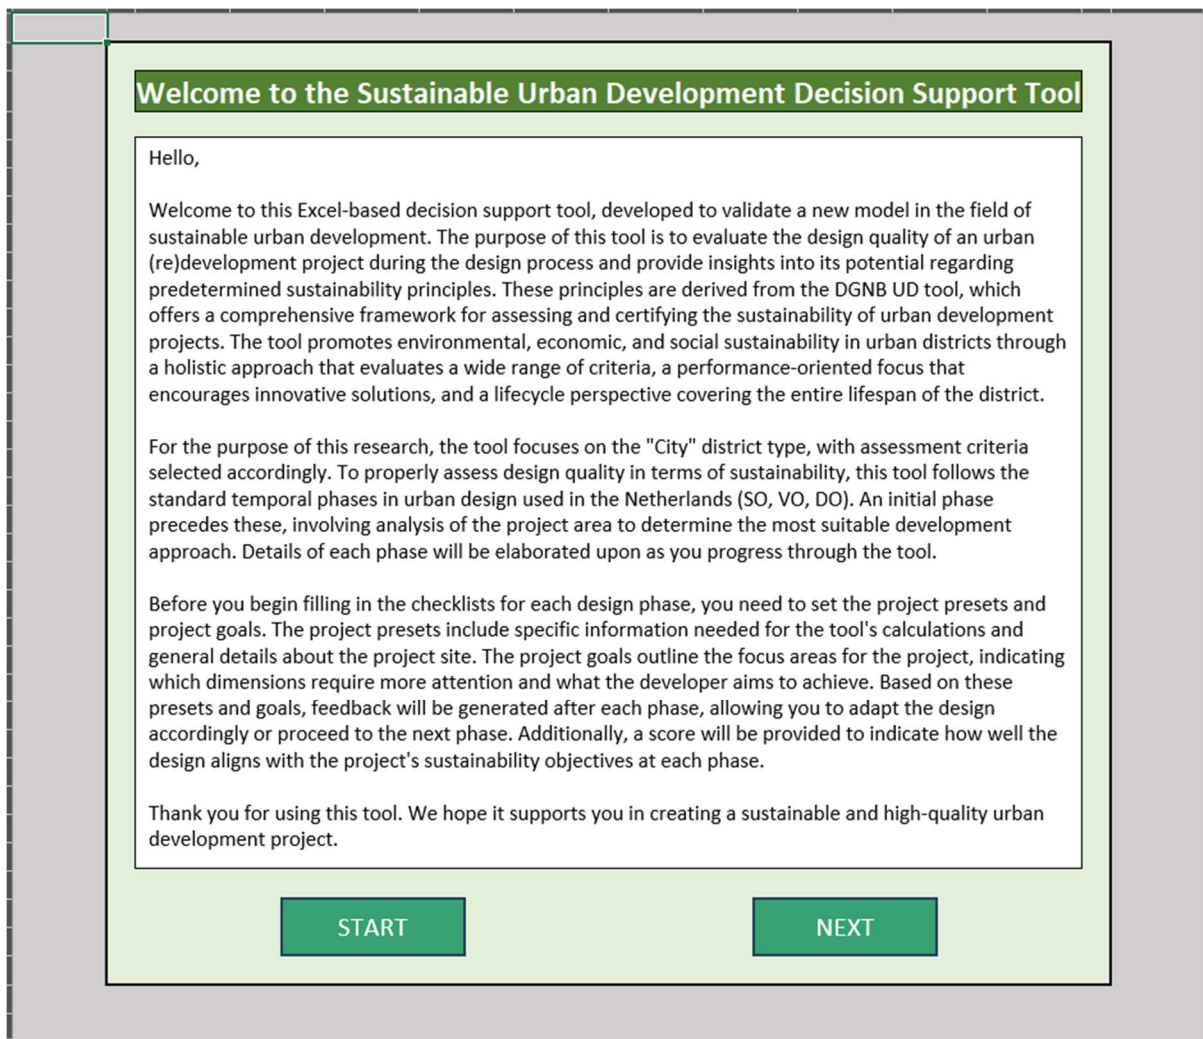 Welcome to the Sustainable Urban Development Decision Support Tool
Hello,
Welcome to this Excel-based decision support tool, developed to validate a new model in the field of
sustainable urban development. The purpose of this tool is to evaluate the design quality of an urban
(re)development project during the design process and provide insights into its potential regarding
predetermined sustainability principles. These principles are derived from the DGNB UD tool, which
offers a comprehensive framework for assessing and certifying the sustainability of urban development
projects. The tool promotes environmental, economic, and social sustainability in urban districts through
a holistic approach that evaluates a wide range of criteria, a performance-oriented focus that
encourages innovative solutions, and a lifecycle perspective covering the entire lifespan of the district.
For the purpose of this research, the tool focuses on the "City" district type, with assessment criteria
selected accordingly. To properly assess design quality in terms of sustainability, this tool follows the
standard temporal phases in urban design used in the Netherlands (SO, VO, DO). An initial phase
precedes these, involving analysis of the project area to determine the most suitable development
approach. Details of each phase will be elaborated upon as you progress through the tool.
Before you begin filling in the checklists for each design phase, you need to set the project presets and
project goals. The project presets include specific information needed for the tool's calculations and
general details about the project site. The project goals outline the focus areas for the project, indicating
which dimensions require more attention and what the developer aims to achieve. Based on these
presets and goals, feedback will be generated after each phase, allowing you to adapt the design
accordingly or proceed to the next phase. Additionally, a score will be provided to indicate how well the
design aligns with the project's sustainability objectives at each phase.
Thank you for using this tool. We hope it supports you in creating a sustainable and high-quality urban
development project.
START
NEXT